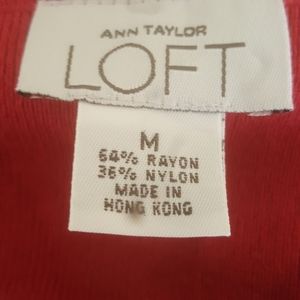 ANN TAYLOR
LOFT
M
64% RAYON
36% NYLON
MADE IN
HONG KONG